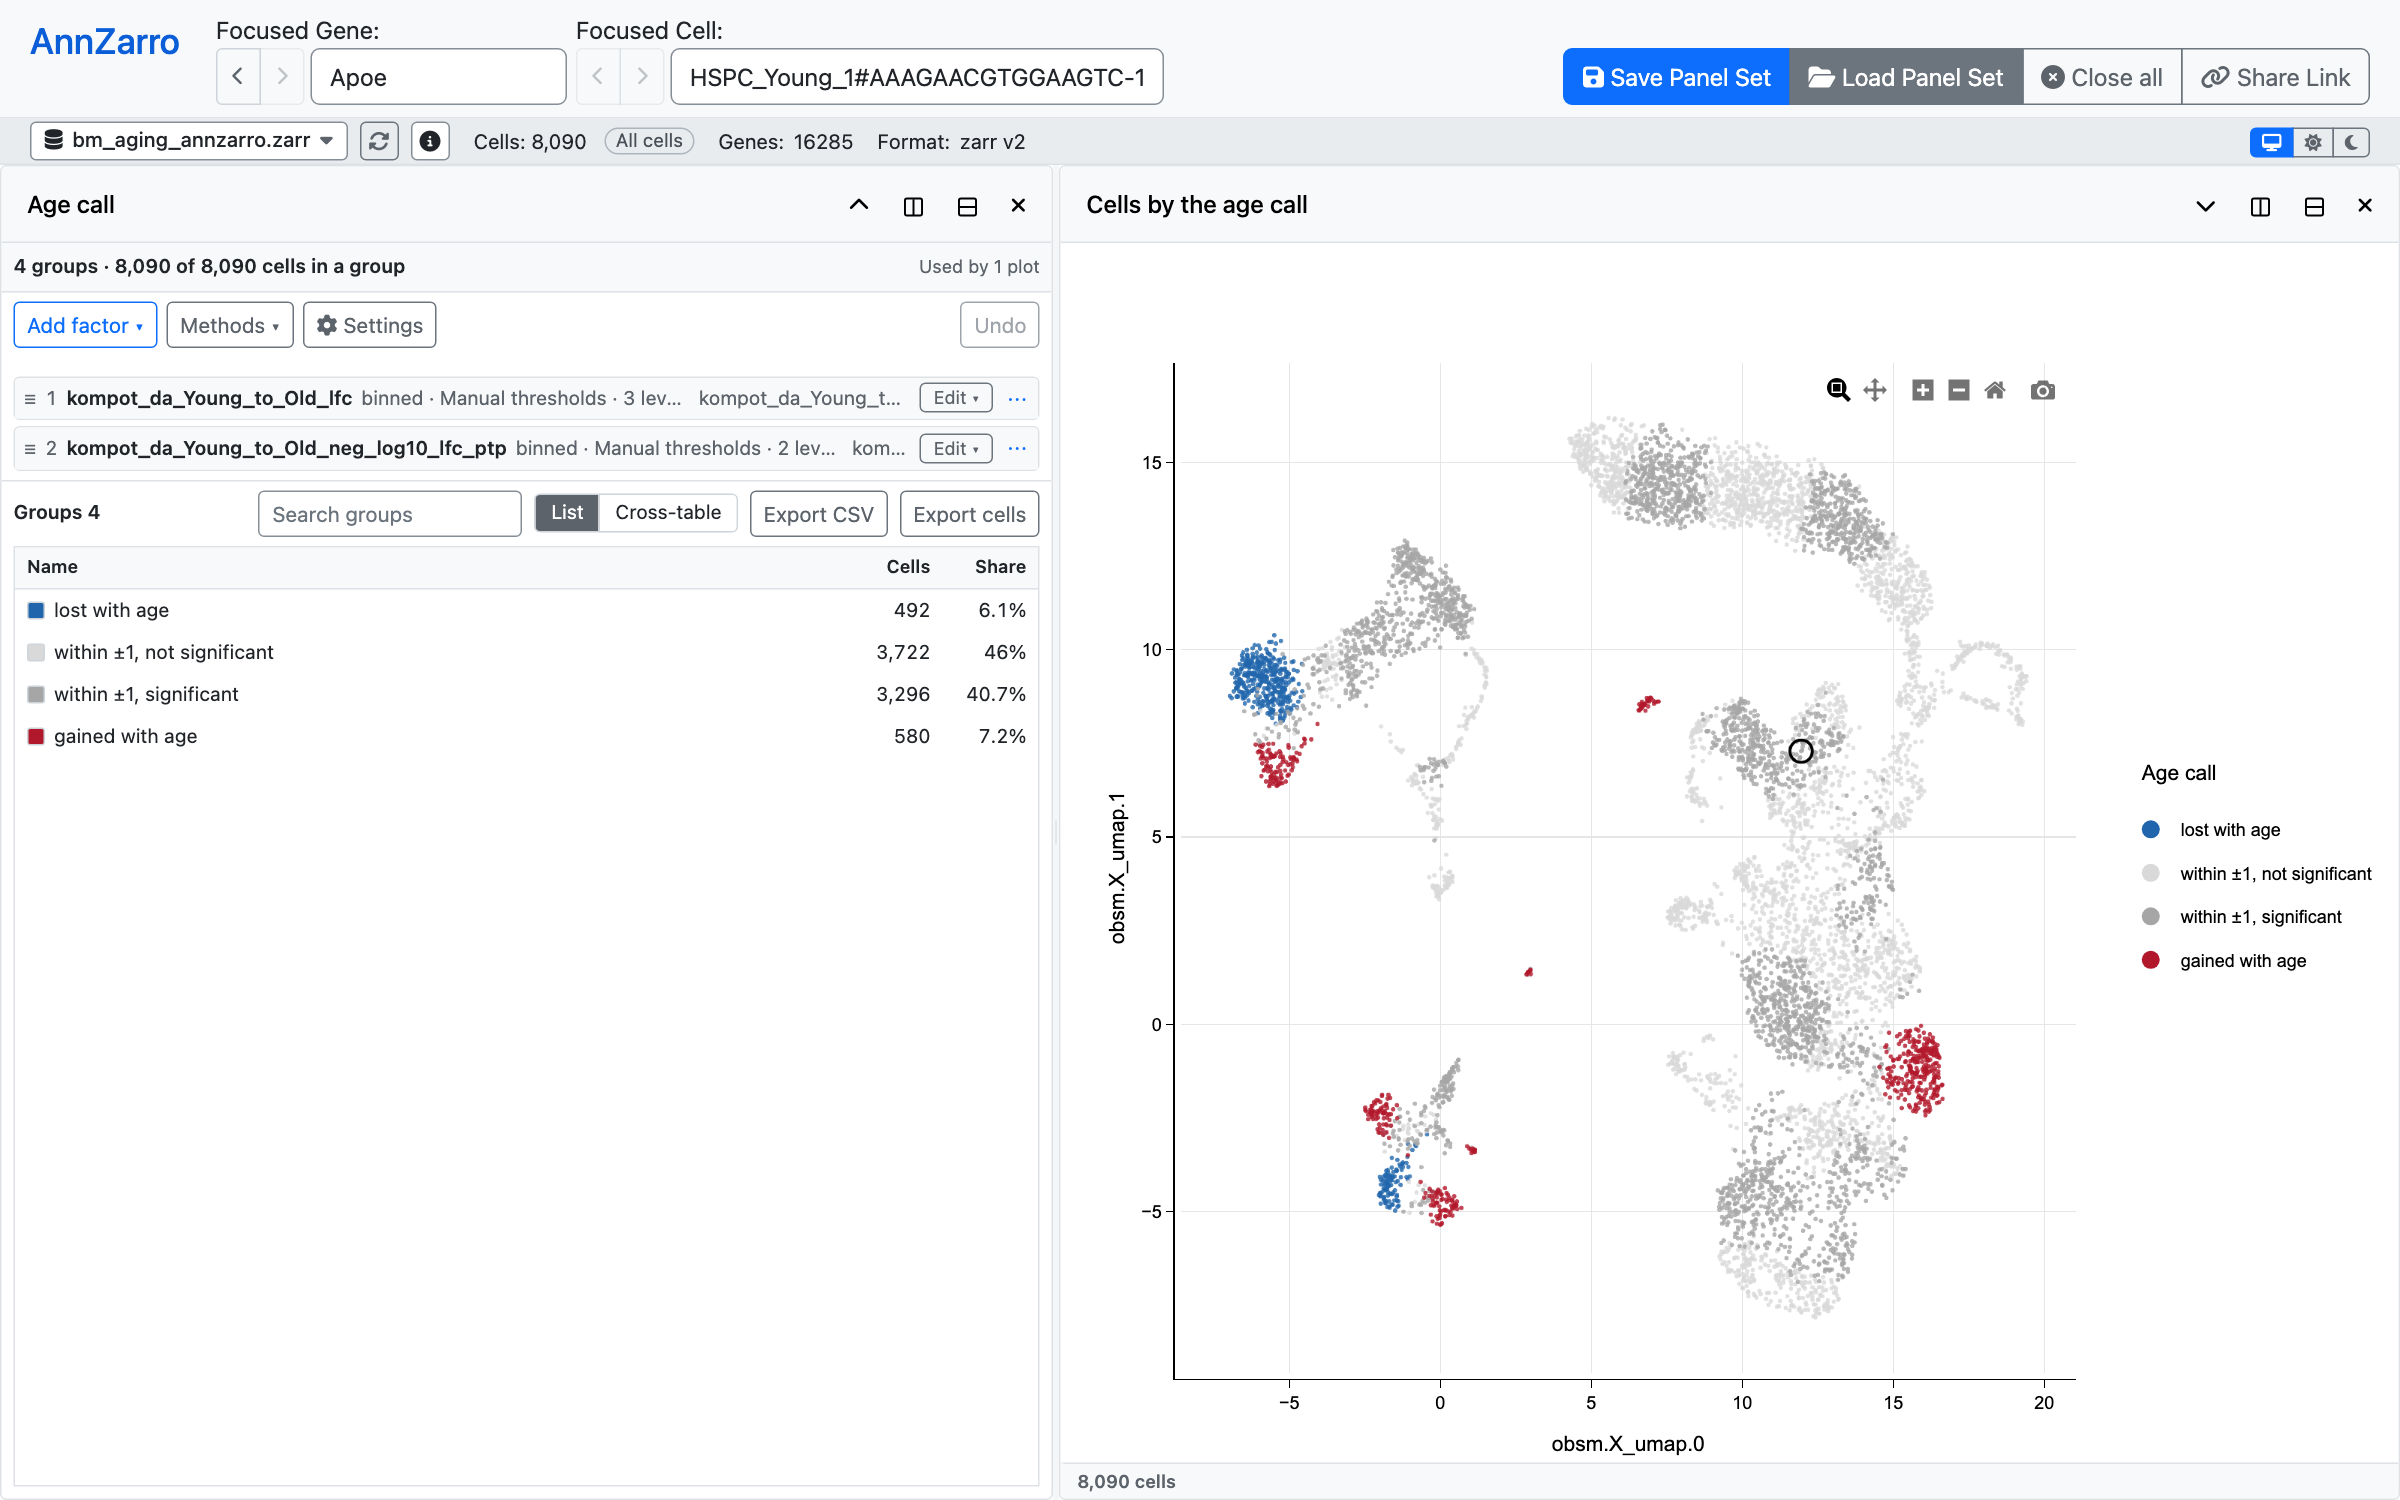 AnnZarro
Focused Gene:
Apoe
Focused Cell:
HSPC_Young_1#AAAGAACGTGGAAGTC-1
Save Panel Set
Load Panel Set
Close all
Share Link
bm_aging_annzarro.zarr
Cells: 8,090 All cells Genes: 16285 Format: zarr v2
Age call
4 groups · 8,090 of 8,090 cells in a group
Used by 1 plot
Add factor
Methods
Settings
Undo
1 kompot_da_Young_to_Old_lfc binned · Manual thresholds · 3 lev... kompot_da_Young_t... Edit
2 kompot_da_Young_to_Old_neg_log10_lfc_ptp binned · Manual thresholds · 2 lev... kom... Edit
Groups 4
Search groups
List
Cross-table
Export CSV
Export cells
Name Cells Share
lost with age 492 6.1%
within ±1, not significant 3,722 46%
within ±1, significant 3,296 40.7%
gained with age 580 7.2%
Cells by the age call
15
10
5
0
−5
obsm.X_umap.1
−5 0 5 10 15 20
obsm.X_umap.0
Age call
lost with age
within ±1, not significant
within ±1, significant
gained with age
8,090 cells